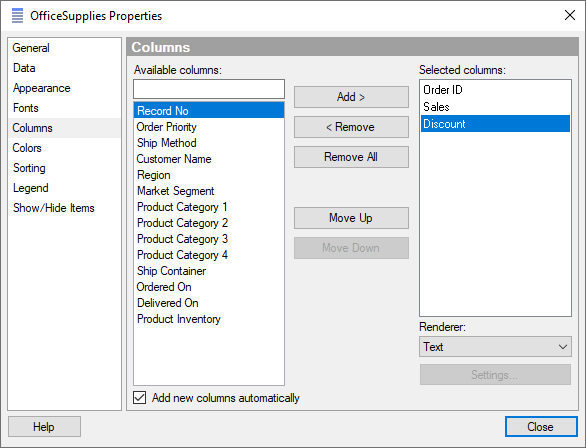 OfficeSupplies Properties
General
Data
Appearance
Fonts
Columns
Colors
Sorting
Legend
Show/Hide Items
Columns
Available columns:
Record No
Order Priority
Ship Method
Customer Name
Region
Market Segment
Product Category 1
Product Category 2
Product Category 3
Product Category 4
Ship Container
Ordered On
Delivered On
Product Inventory
Add new columns automatically
Add >
< Remove
Remove All
Move Up
Move Down
Selected columns:
Order ID
Sales
Discount
Renderer:
Text
Settings...
Help
Close